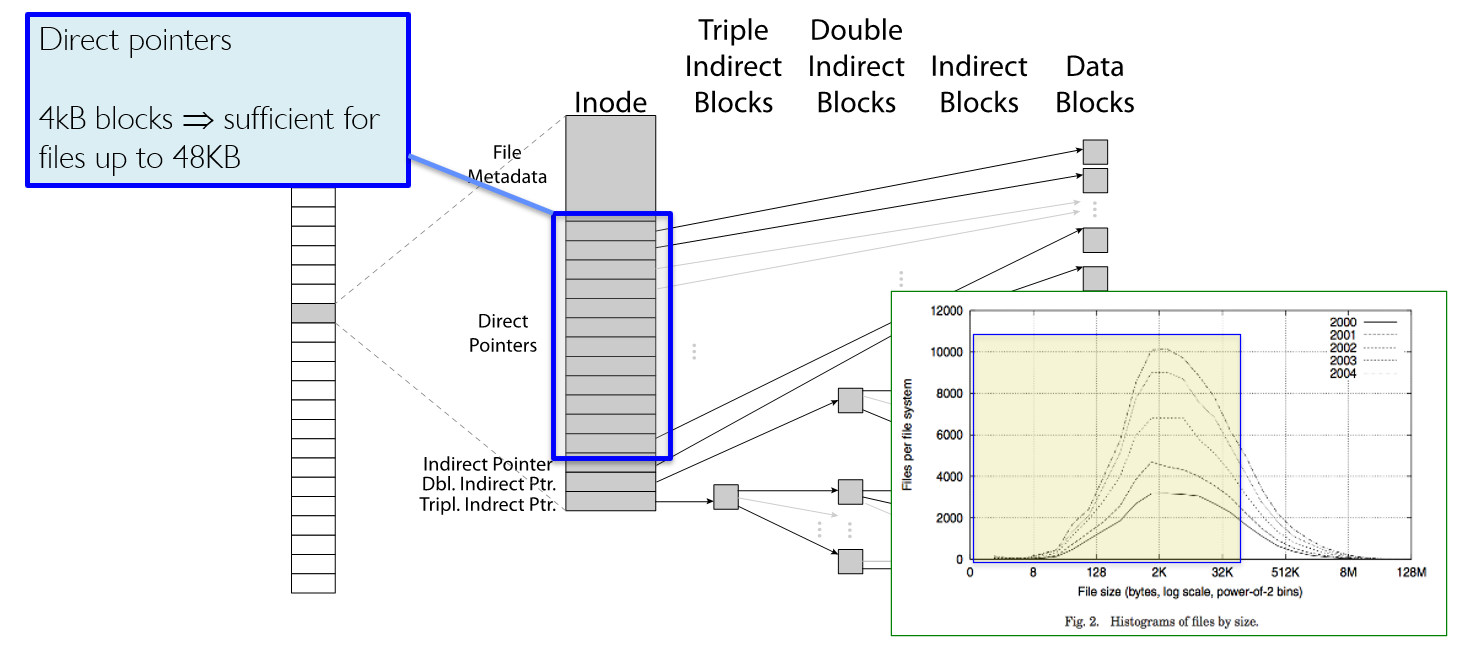 Direct pointers
4kB blocks ⇒ sufficient for
files up to 48KB
Triple
Indirect
Blocks
Double
Indirect
Blocks
Indirect
Blocks
Data
Blocks
Inode
File
Metadata
Direct
Pointers
Indirect Pointer
Dbl. Indirect Ptr.
Tripl. Indirect Ptr.
12000
10000
8000
6000
4000
2000
0
Files per file system
2000
2001
2002
2003
2004
0 8 128 2K 32K 512K 8M 128M
File size (bytes, log scale, power-of-2 bins)
Fig. 2. Histograms of files by size.